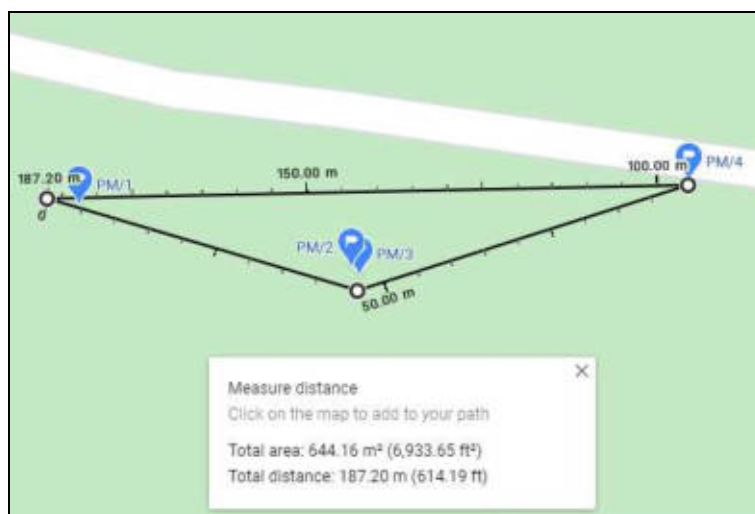 187.20 m
PM/1
150.00 m
100.00 m
PM/4
0
PM/2
PM/3
50.00 m
Measure distance
Click on the map to add to your path
Total area: 644.16 m² (6,933.65 ft²)
Total distance: 187.20 m (614.19 ft)